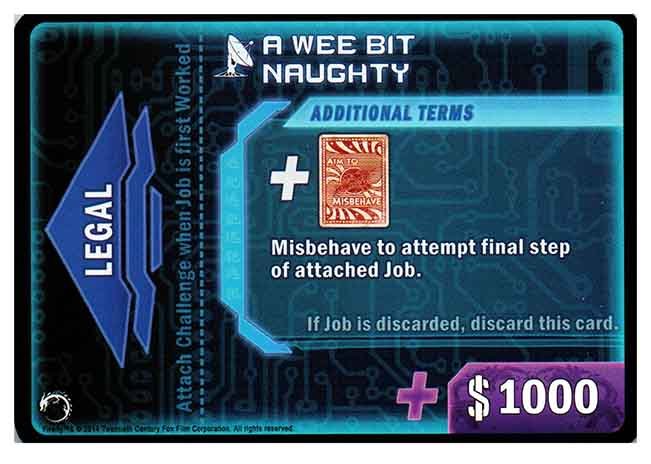 A WEE BIT
NAUGHTY
ADDITIONAL TERMS
+
AIM TO
MISBEHAVE
Misbehave to attempt final step
of attached Job.
If Job is discarded, discard this card.
+ $1000
LEGAL
Attach Challenge when Job is first Worked
Firefly ™& © 2014 Twentieth Century Fox Film Corporation. All rights reserved.